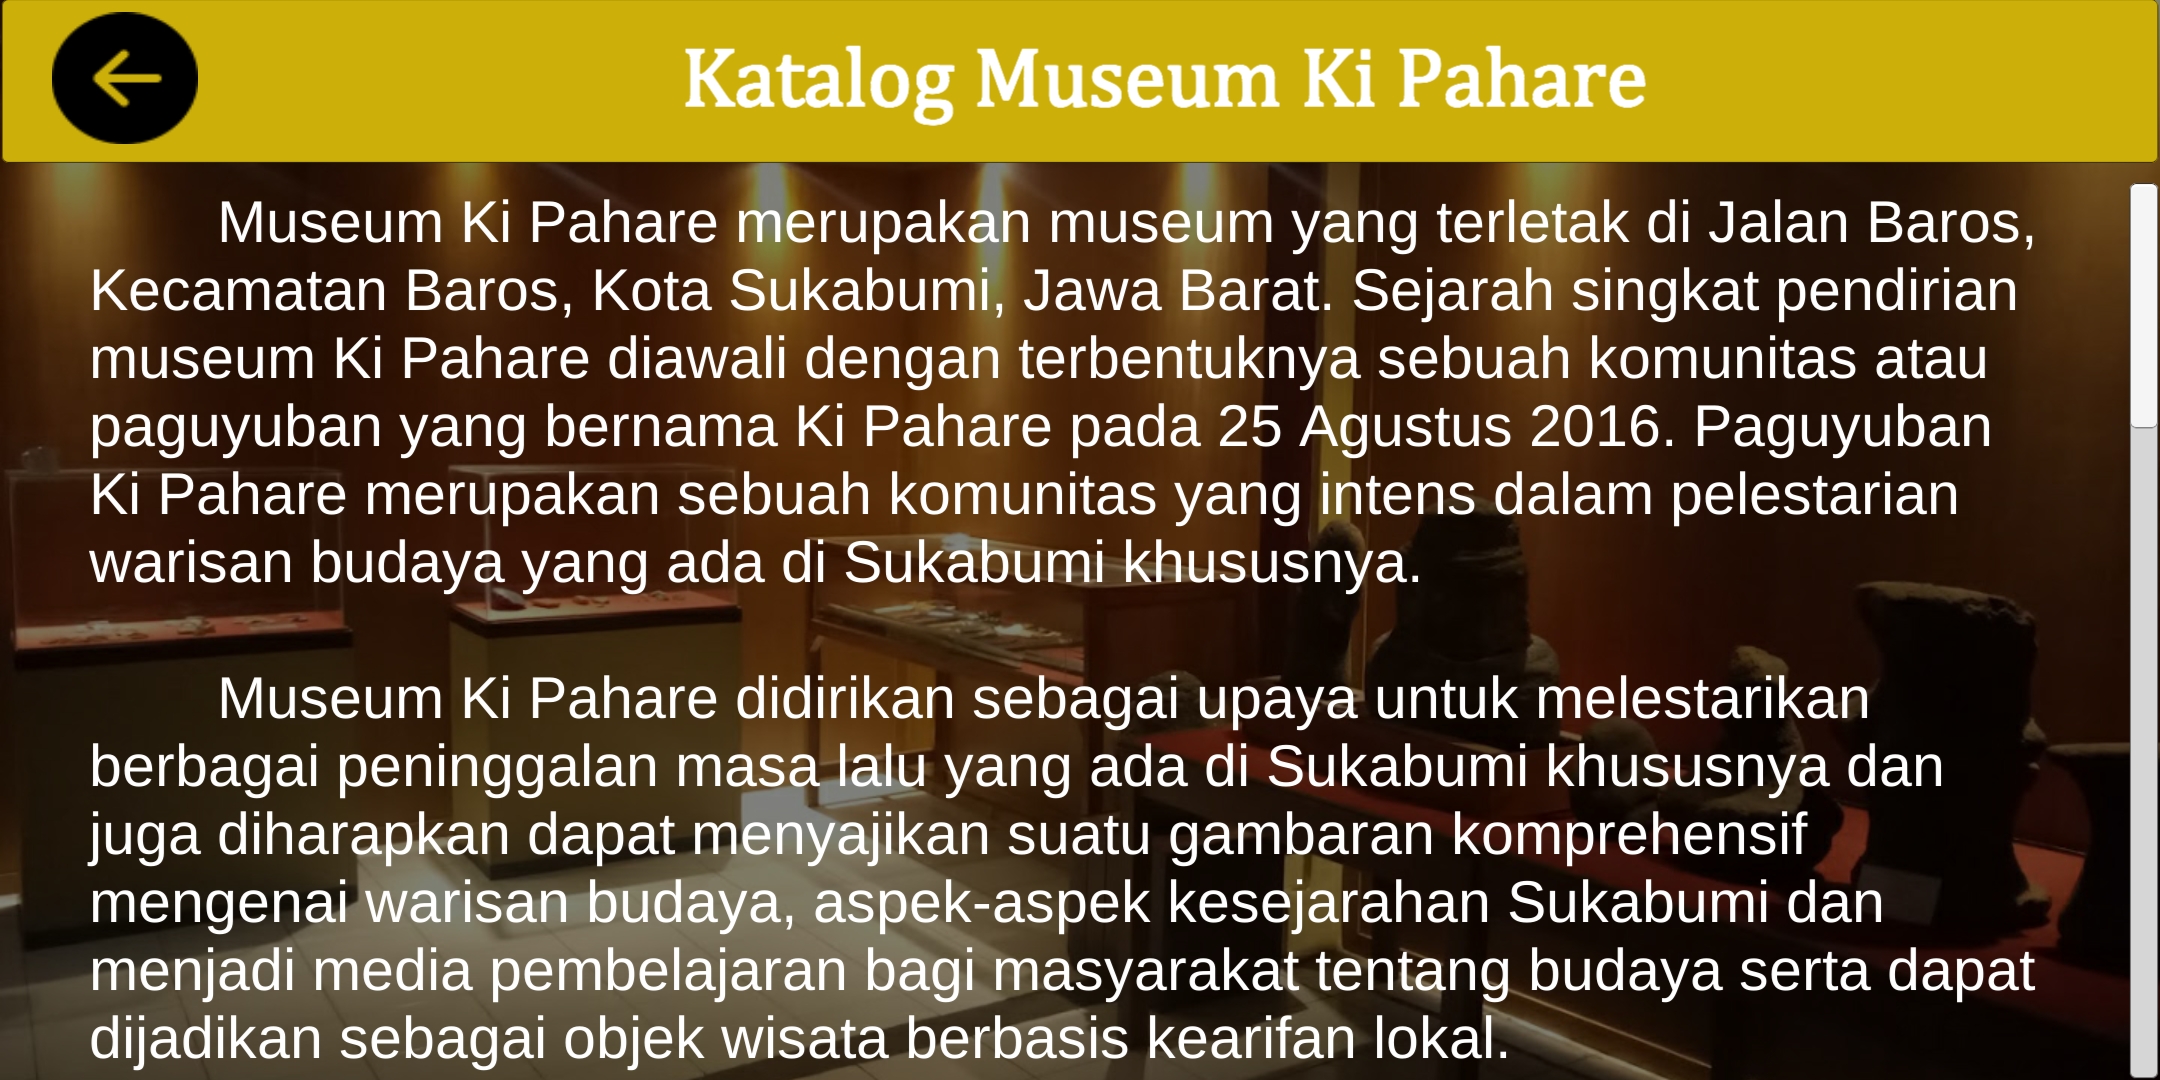 Katalog Museum Ki Pahare
Museum Ki Pahare merupakan museum yang terletak di Jalan Baros,
Kecamatan Baros, Kota Sukabumi, Jawa Barat. Sejarah singkat pendirian
museum Ki Pahare diawali dengan terbentuknya sebuah komunitas atau
paguyuban yang bernama Ki Pahare pada 25 Agustus 2016. Paguyuban
Ki Pahare merupakan sebuah komunitas yang intens dalam pelestarian
warisan budaya yang ada di Sukabumi khususnya.
Museum Ki Pahare didirikan sebagai upaya untuk melestarikan
berbagai peninggalan masa lalu yang ada di Sukabumi khususnya dan
juga diharapkan dapat menyajikan suatu gambaran komprehensif
mengenai warisan budaya, aspek-aspek kesejarahan Sukabumi dan
menjadi media pembelajaran bagi masyarakat tentang budaya serta dapat
dijadikan sebagai objek wisata berbasis kearifan lokal.